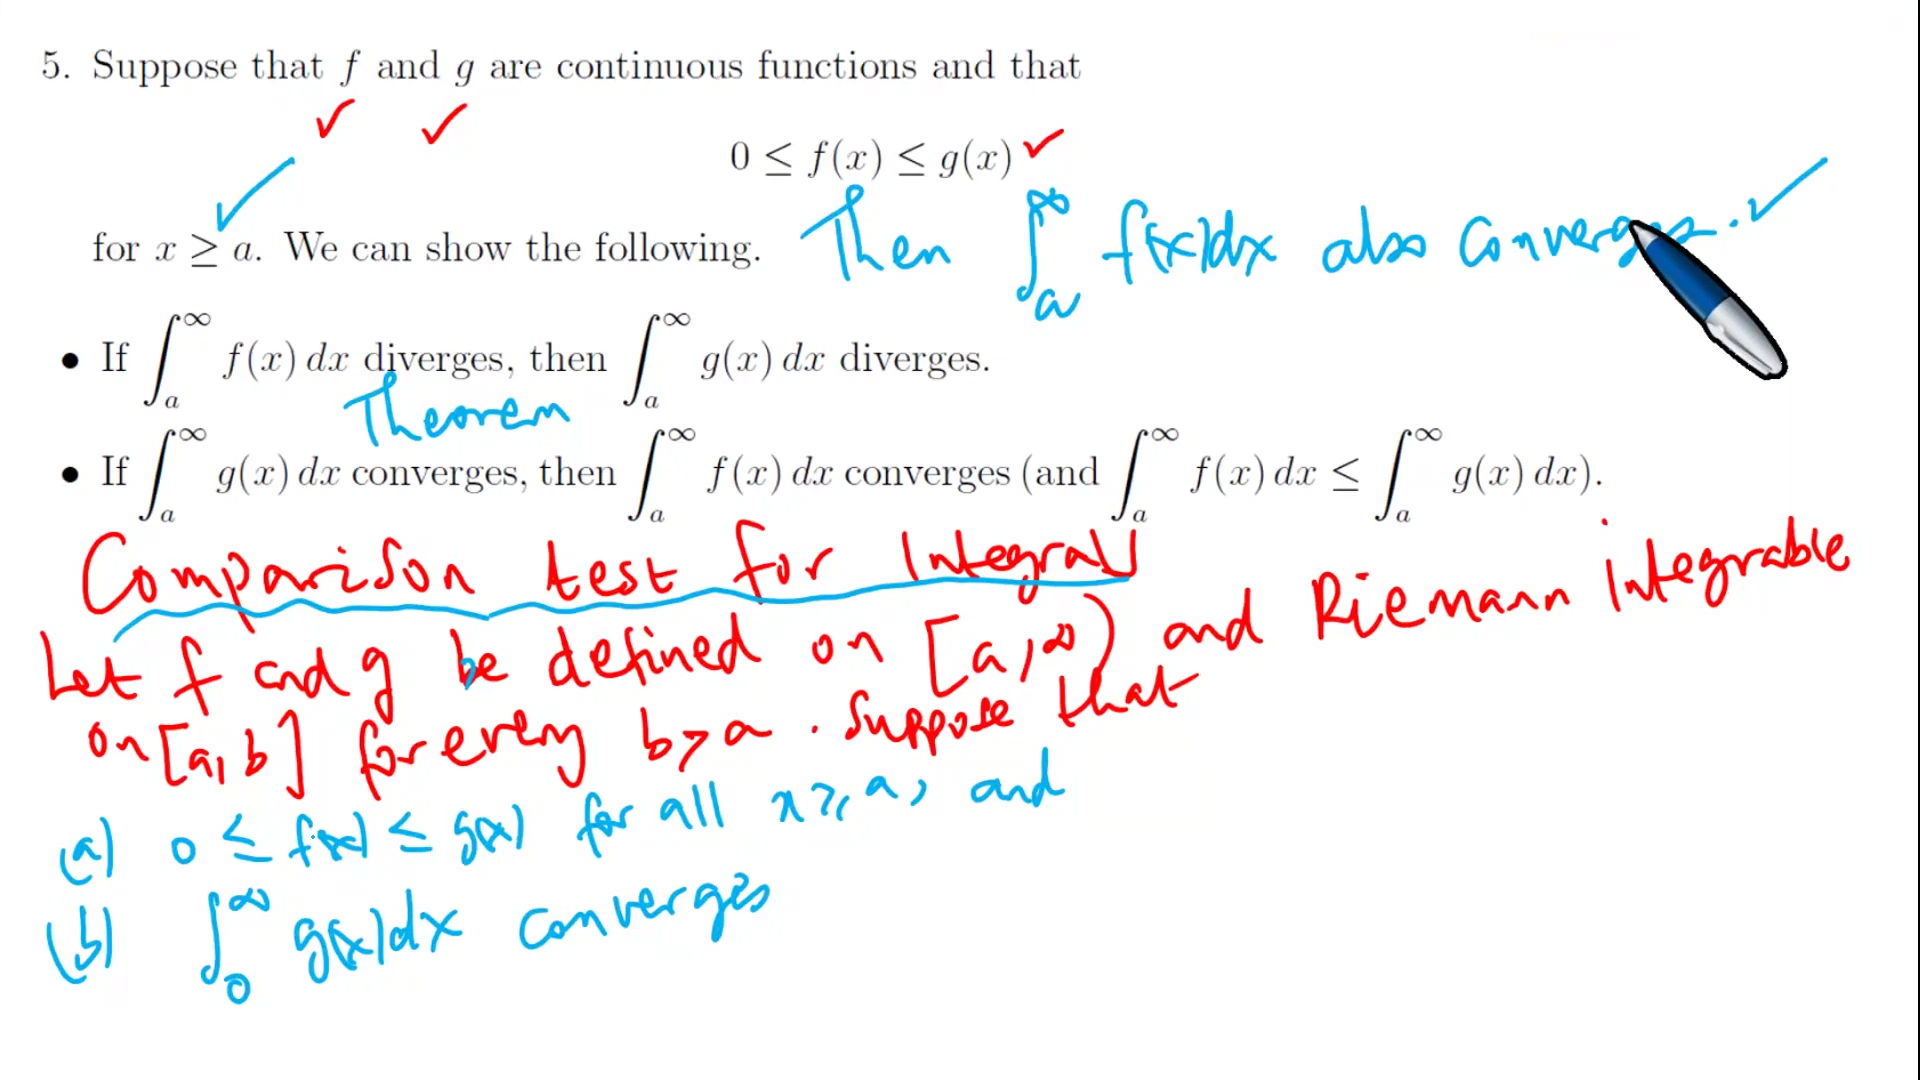 5. Suppose that f and g are continuous functions and that
0 ≤ f(x) ≤ g(x)
for x ≥ a. We can show the following.
Then ∫_a^∞ f(x)dx also converges.
• If ∫_a^∞ f(x) dx diverges, then ∫_a^∞ g(x) dx diverges.
Theorem
• If ∫_a^∞ g(x) dx converges, then ∫_a^∞ f(x) dx converges (and ∫_a^∞ f(x) dx ≤ ∫_a^∞ g(x) dx).
Comparison test for Integrals
Let f and g be defined on [a,∞) and Riemann integrable
on [a,b] for every b>a. Suppose that
(a) 0 ≤ f(x) ≤ g(x) for all x ≥ a, and
(b) ∫_0^∞ g(x)dx converges